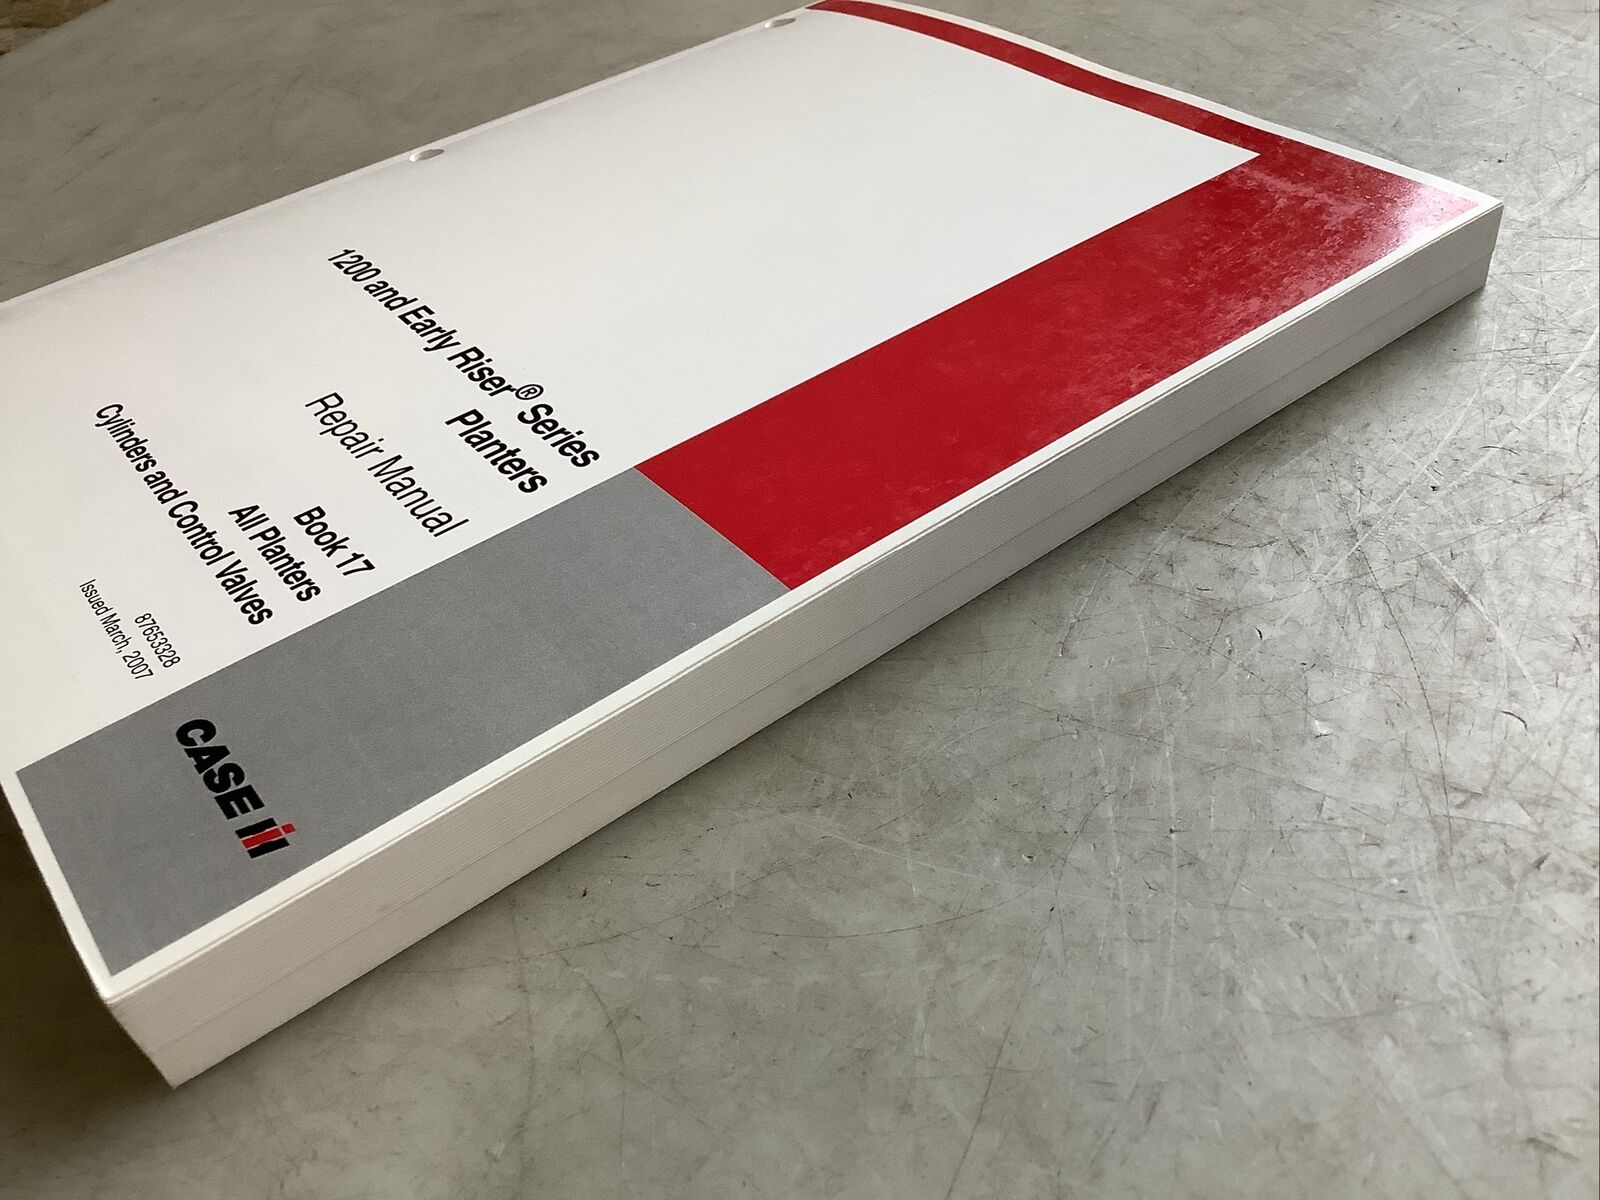 1200 and Early Riser® Series
Planters
Repair Manual
Book 17
All Planters
Cylinders and Control Valves
87653328
Issued March, 2007
CASE IH